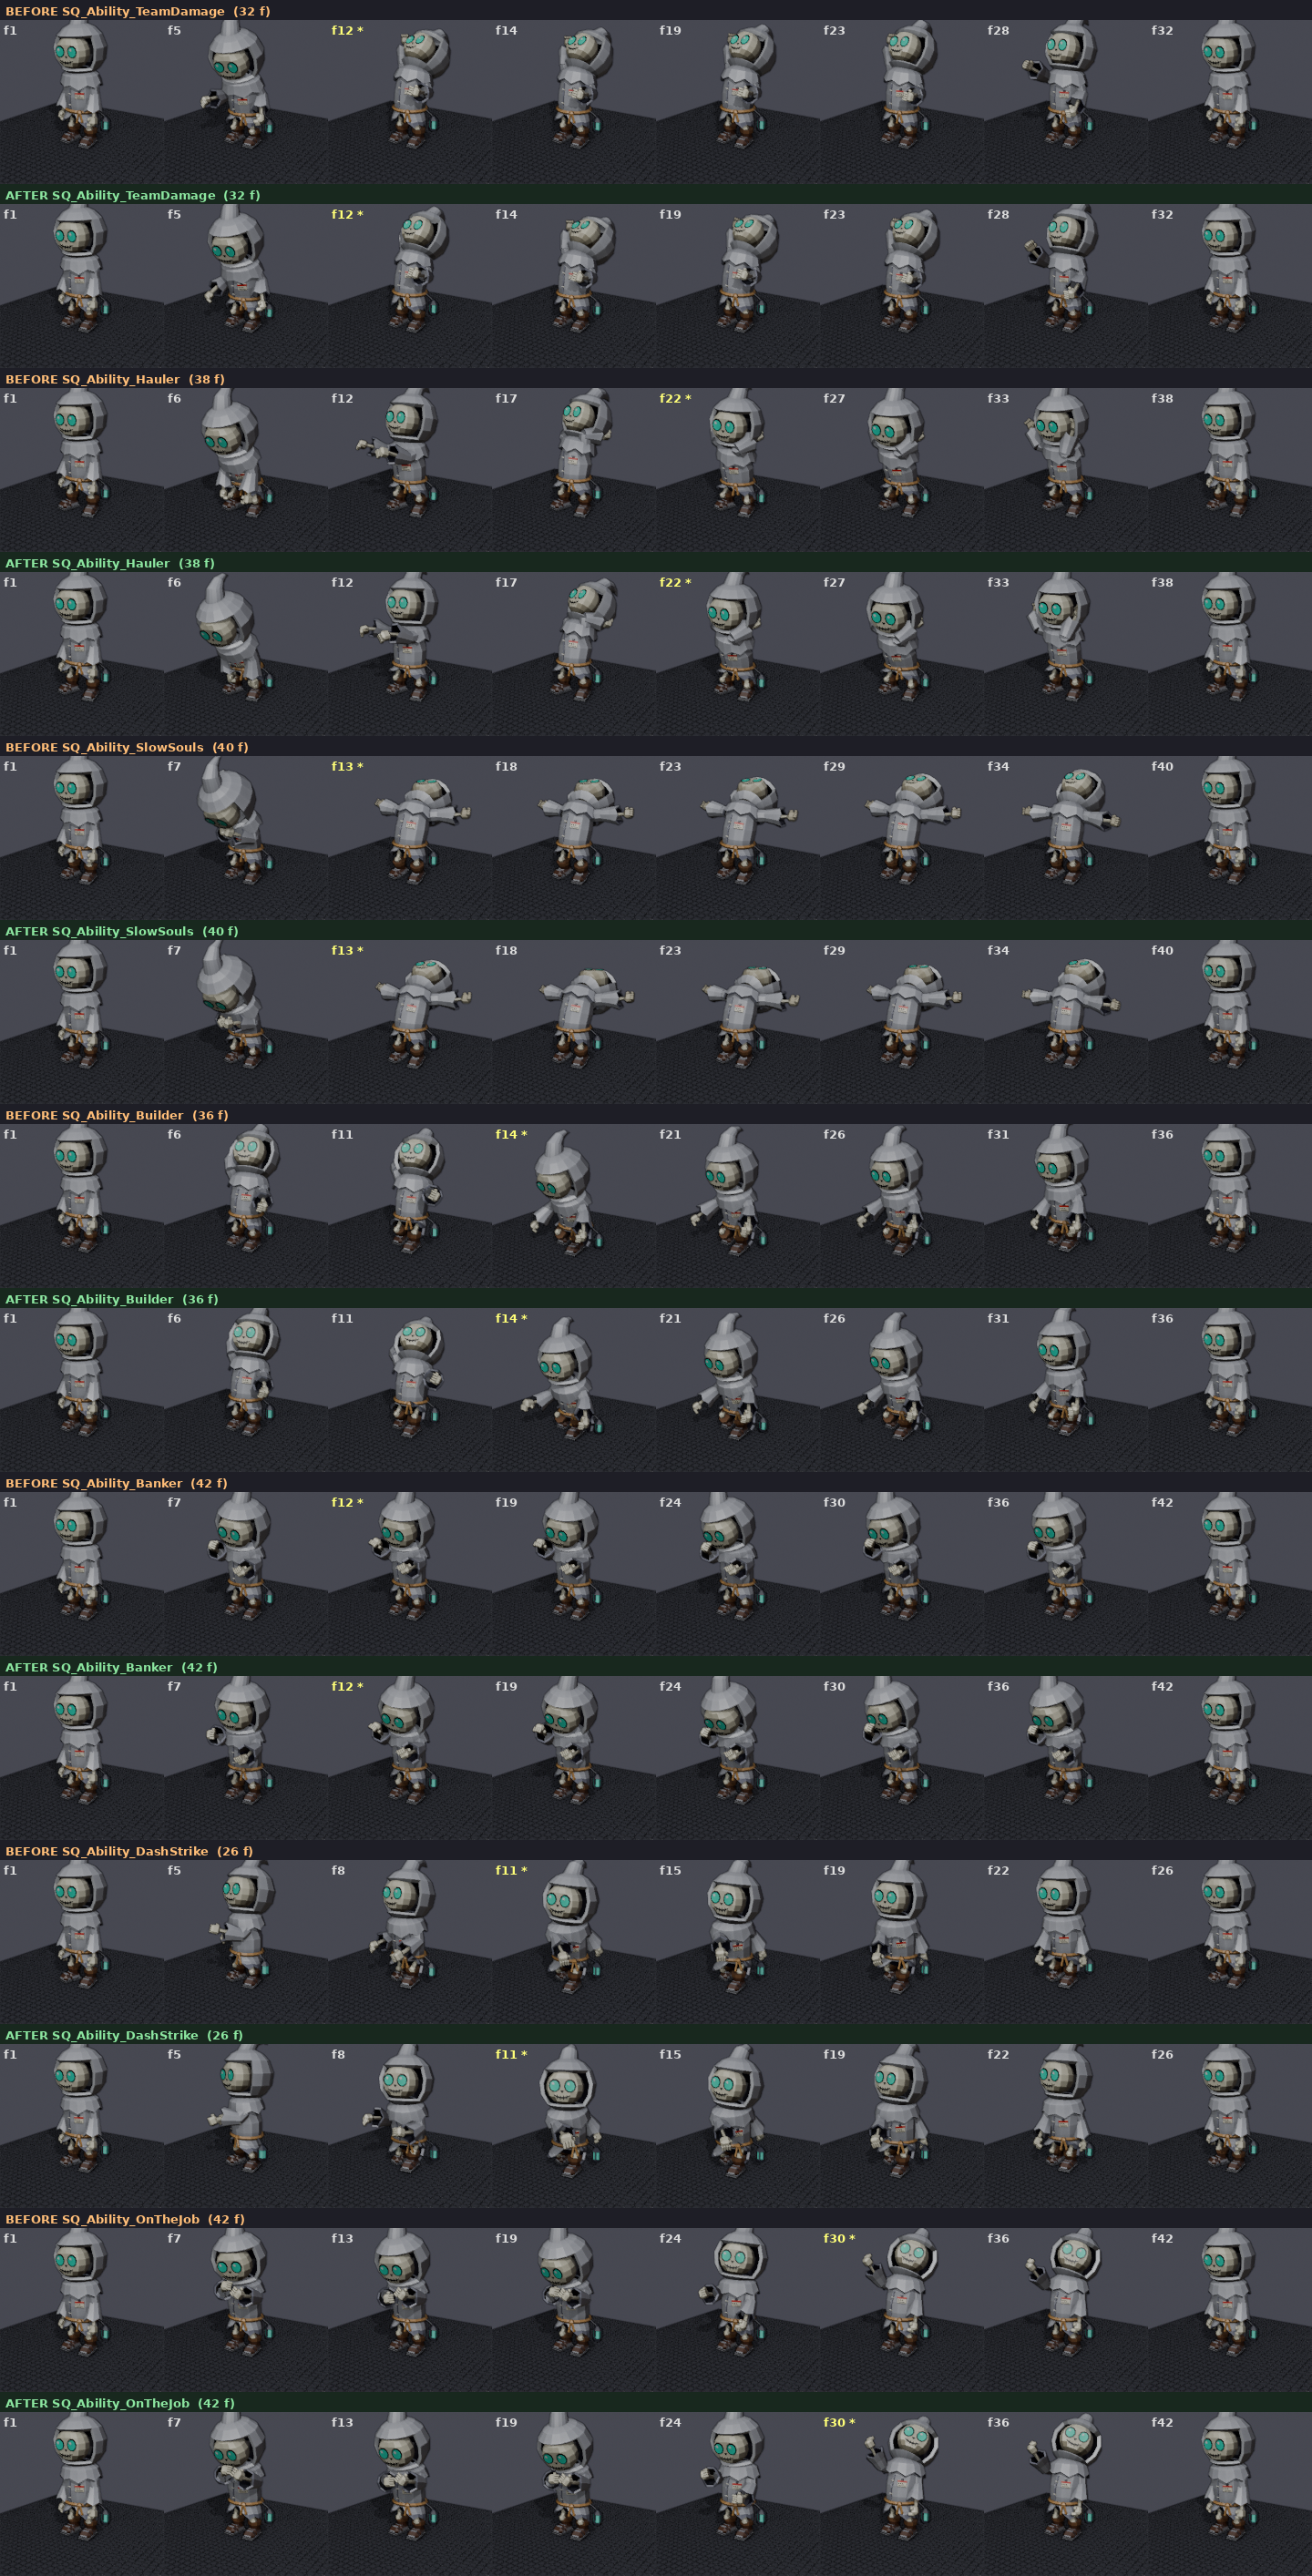 BEFORE SQ_Ability_TeamDamage (32 f)
f1 f5 f12 * f14 f19 f23 f28 f32
AFTER SQ_Ability_TeamDamage (32 f)
f1 f5 f12 * f14 f19 f23 f28 f32
BEFORE SQ_Ability_Hauler (38 f)
f1 f6 f12 f17 f22 * f27 f33 f38
AFTER SQ_Ability_Hauler (38 f)
f1 f6 f12 f17 f22 * f27 f33 f38
BEFORE SQ_Ability_SlowSouls (40 f)
f1 f7 f13 * f18 f23 f29 f34 f40
AFTER SQ_Ability_SlowSouls (40 f)
f1 f7 f13 * f18 f23 f29 f34 f40
BEFORE SQ_Ability_Builder (36 f)
f1 f6 f11 f14 * f21 f26 f31 f36
AFTER SQ_Ability_Builder (36 f)
f1 f6 f11 f14 * f21 f26 f31 f36
BEFORE SQ_Ability_Banker (42 f)
f1 f7 f12 * f19 f24 f30 f36 f42
AFTER SQ_Ability_Banker (42 f)
f1 f7 f12 * f19 f24 f30 f36 f42
BEFORE SQ_Ability_DashStrike (26 f)
f1 f5 f8 f11 * f15 f19 f22 f26
AFTER SQ_Ability_DashStrike (26 f)
f1 f5 f8 f11 * f15 f19 f22 f26
BEFORE SQ_Ability_OnTheJob (42 f)
f1 f7 f13 f19 f24 f30 * f36 f42
AFTER SQ_Ability_OnTheJob (42 f)
f1 f7 f13 f19 f24 f30 * f36 f42